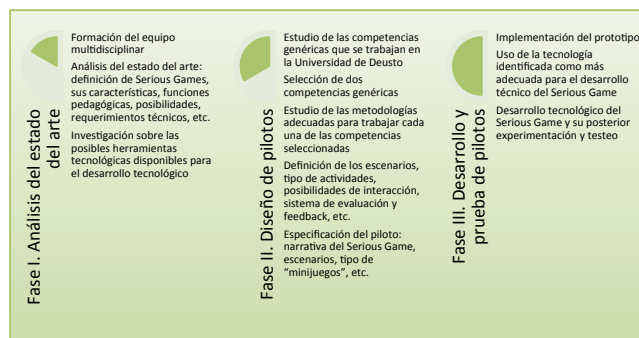 Fase I. Análisis del estado
del arte
Formación del equipo
multidisciplinar
Análisis del estado del arte:
definición de Serious Games,
sus características, funciones
pedagógicas, posibilidades,
requerimientos técnicos, etc.
Investigación sobre las
posibles herramientas
tecnológicas disponibles para
el desarrollo tecnológico
Fase II. Diseño de pilotos
Estudio de las competencias
genéricas que se trabajan en
la Universidad de Deusto
Selección de dos
competencias genéricas
Estudio de las metodologías
adecuadas para trabajar cada
una de las competencias
seleccionadas
Definición de los escenarios,
tipo de actividades,
posibilidades de interacción,
sistema de evaluación y
feedback, etc.
Especificación del piloto:
narrativa del Serious Game,
escenarios, tipo de
“minijuegos”, etc.
Fase III. Desarrollo y
prueba de pilotos
Implementación del prototipo
Uso de la tecnología
identificada como más
adecuada para el desarrollo
técnico del Serious Game
Desarrollo tecnológico del
Serious Game y su posterior
experimentación y testeo